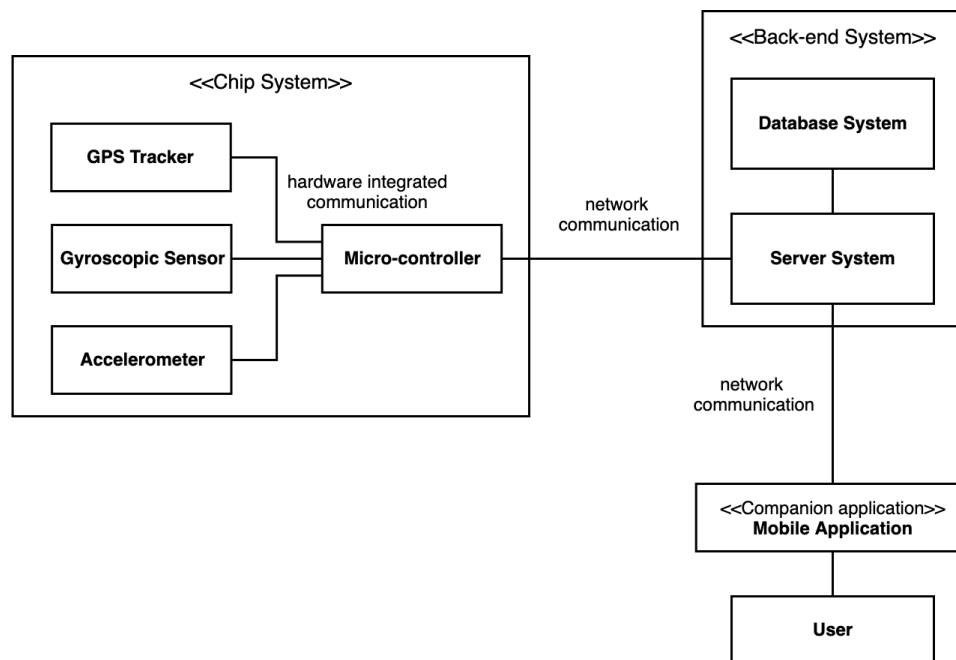 <<Chip System>>
GPS Tracker
hardware integrated
communication
Gyroscopic Sensor
Micro-controller
Accelerometer
network
communication
<<Back-end System>>
Database System
Server System
network
communication
<<Companion application>>
Mobile Application
User